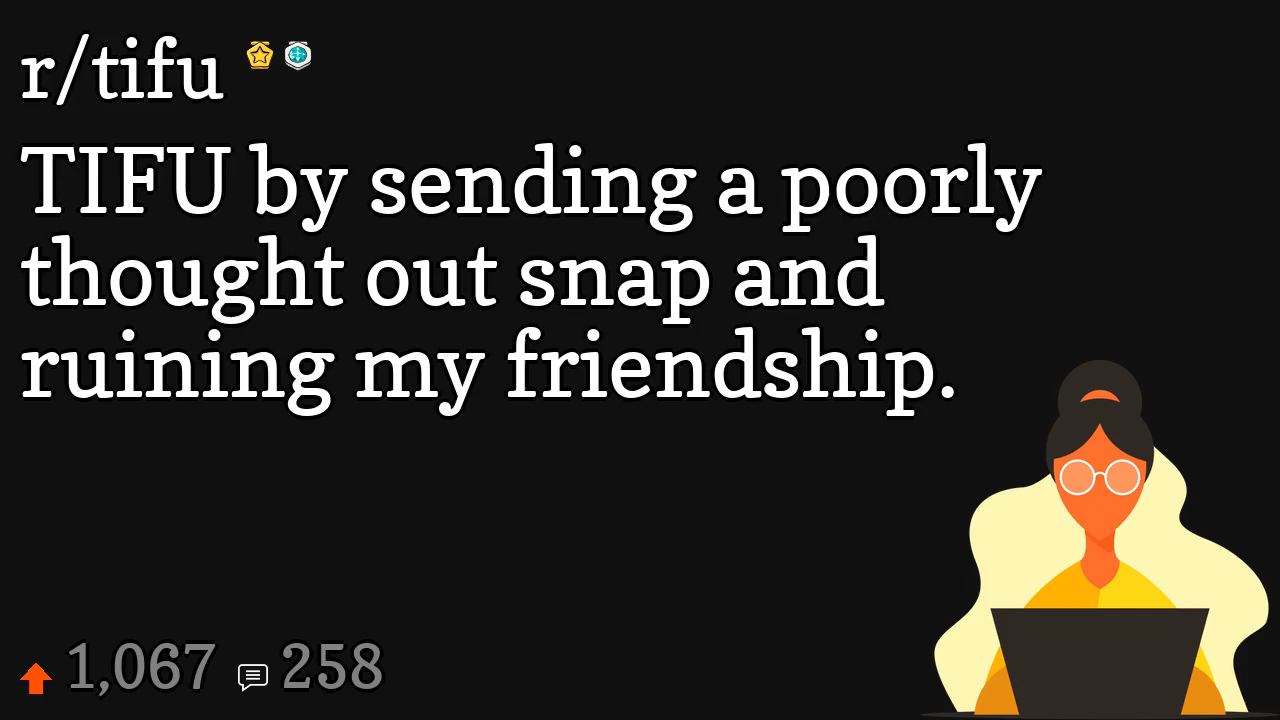 r/tifu
TIFU by sending a poorly
thought out snap and
ruining my friendship.
1,067 258